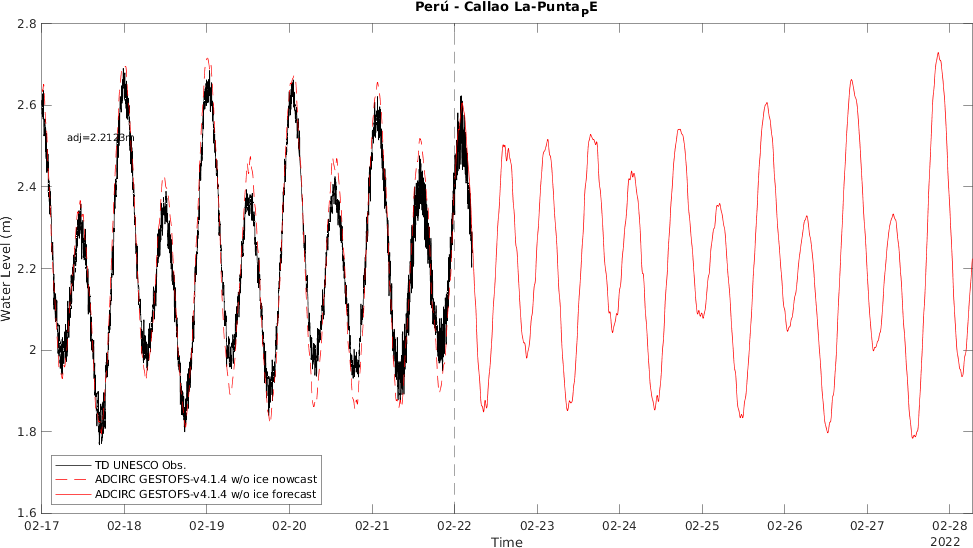 Perú - Callao La-PuntaPE
2.8
2.6
2.4
2.2
2
1.8
1.6
Water Level (m)
adj=2.2123m
TD UNESCO Obs.
ADCIRC GESTOFS-v4.1.4 w/o ice nowcast
ADCIRC GESTOFS-v4.1.4 w/o ice forecast
02-17 02-18 02-19 02-20 02-21 02-22 02-23 02-24 02-25 02-26 02-27 02-28
Time
2022